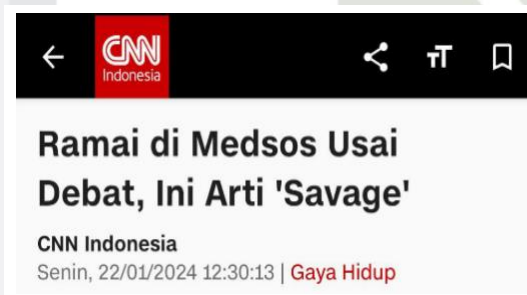 CNN
Indonesia
TT
Ramai di Medsos Usai
Debat, Ini Arti 'Savage'
CNN Indonesia
Senin, 22/01/2024 12:30:13 | Gaya Hidup